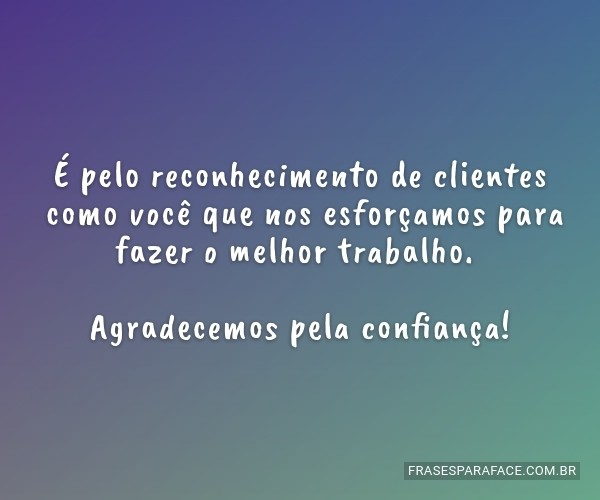 É pelo reconhecimento de clientes
como você que nos esforçamos para
fazer o melhor trabalho.
Agradecemos pela confiança!
FRASESPARAFACE.COM.BR